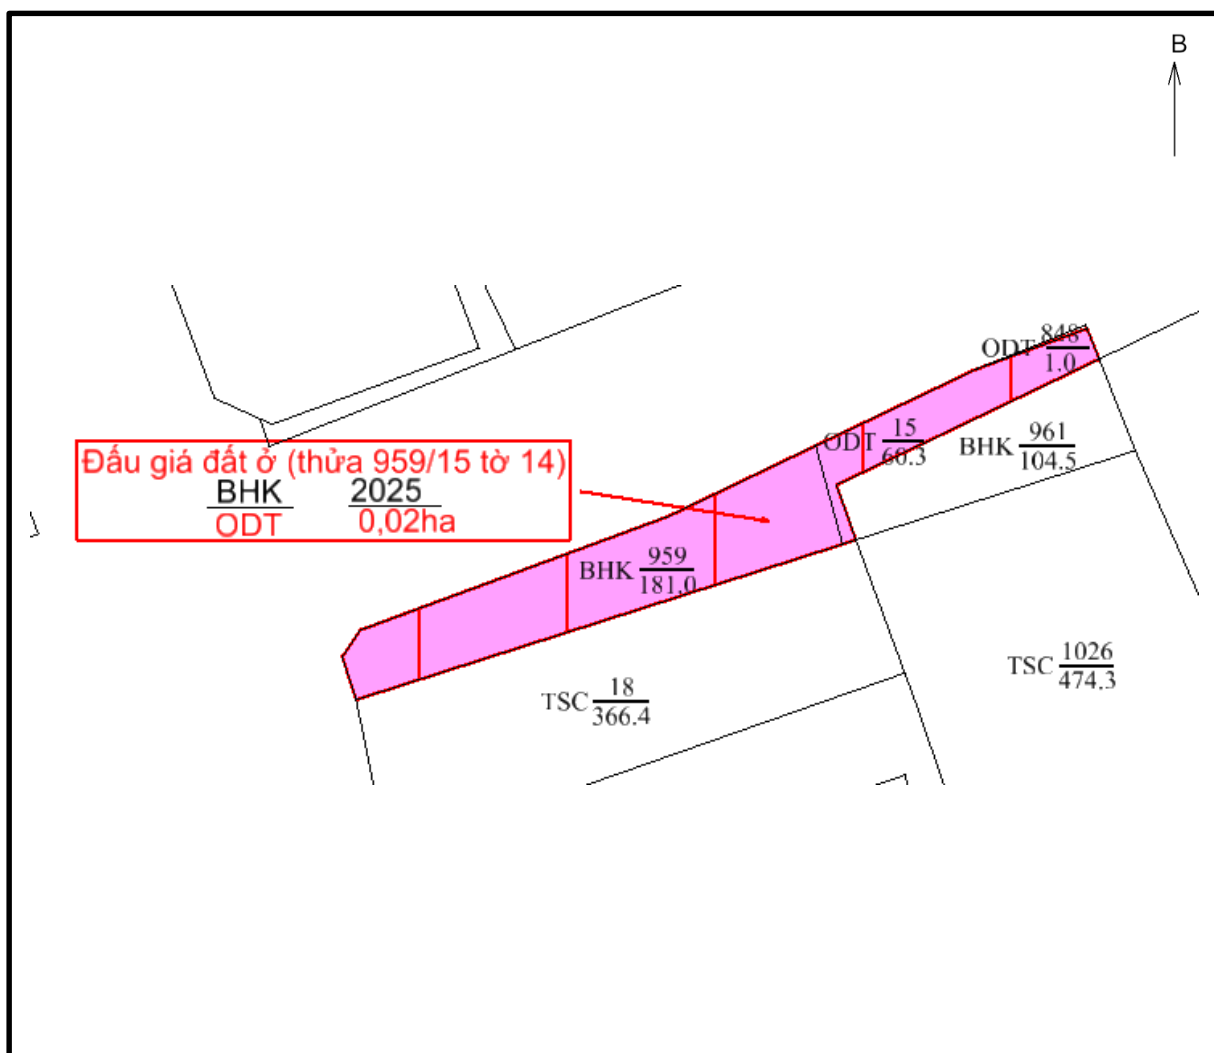 B
848
ODT
1.0
15
ODT
60.3
961
BHK
104.5
Đấu giá đất ở (thửa 959/15 tờ 14)
BHK 2025
ODT 0,02ha
959
BHK
181.0
1026
TSC
474.3
18
TSC
366.4